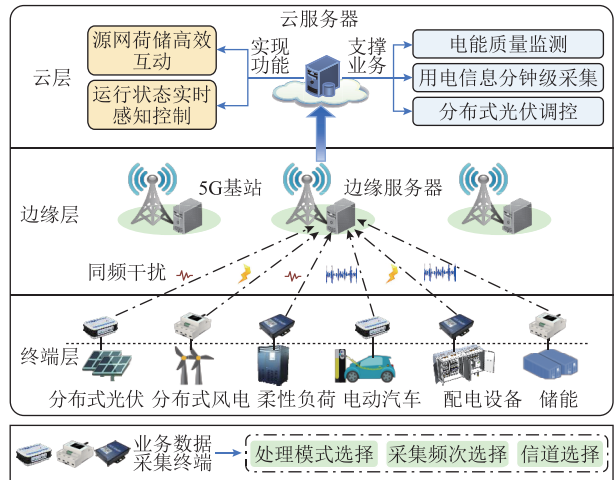 云服务器
源网荷储高效
互动
运行状态实时
感知控制
实现
功能
支撑
业务
电能质量监测
用电信息分钟级采集
分布式光伏调控
云层
5G基站
边缘服务器
边缘层
同频干扰
终端层
分布式光伏
分布式风电
柔性负荷
电动汽车
配电设备
储能
业务数据
采集终端
处理模式选择
采集频次选择
信道选择